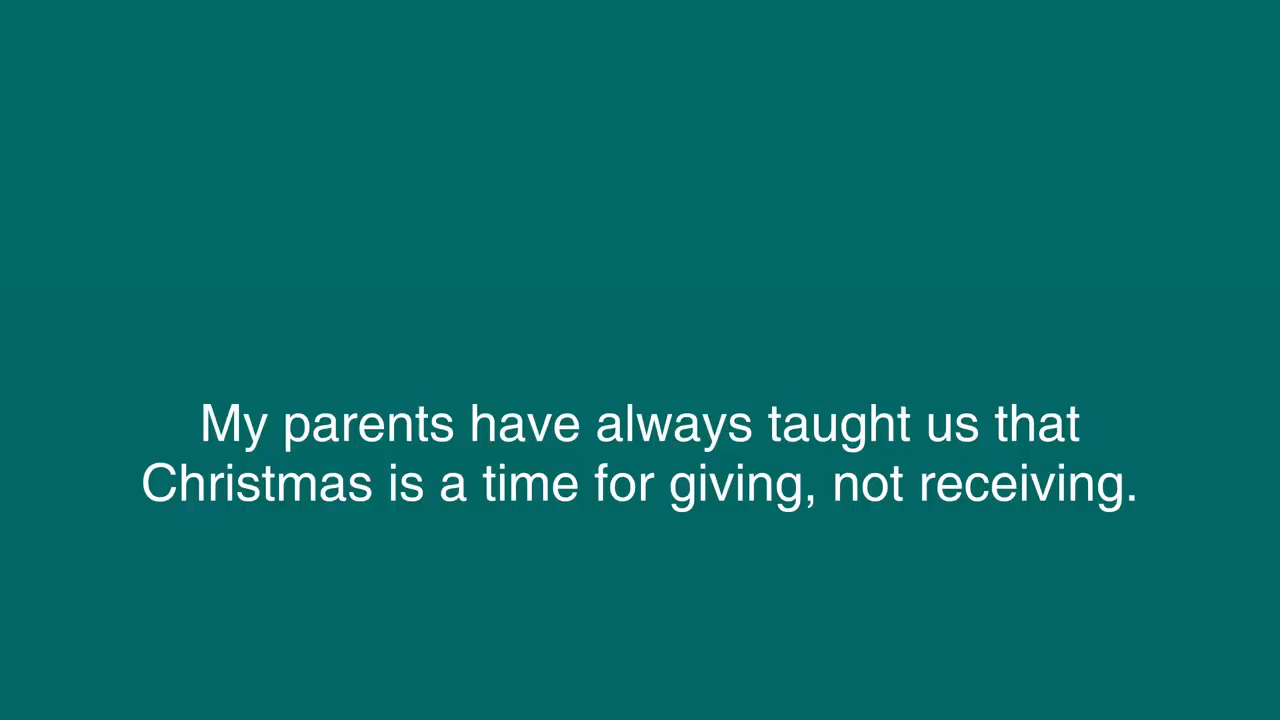 My parents have always taught us that
Christmas is a time for giving, not receiving.